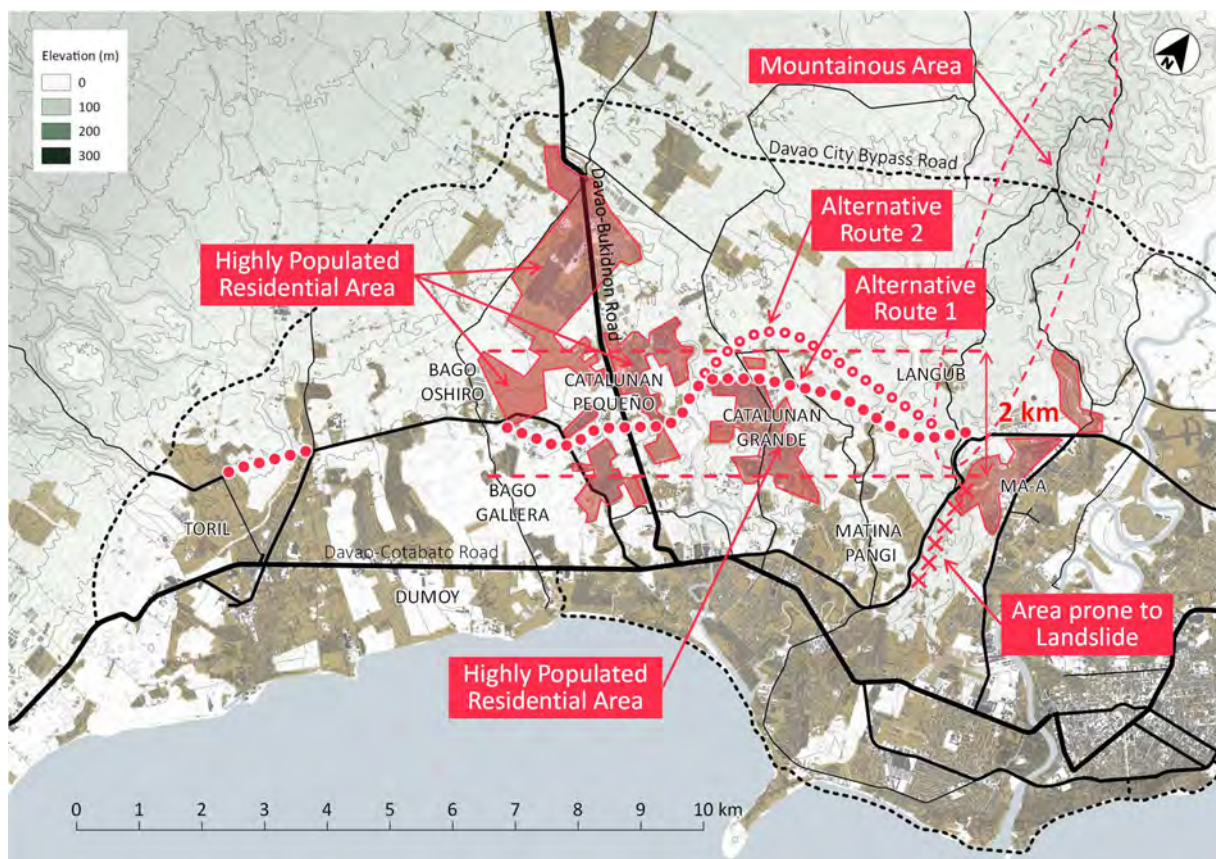 Elevation (m)
0
100
200
300
N
Mountainous Area
Davao City Bypass Road
Davao-Bukidnon Road
Alternative
Route 2
Highly Populated
Residential Area
Alternative
Route 1
BAGO
OSHIRO
CATALUNAN
PEQUEÑO
LANGUB
CATALUNAN
GRANDE
2 km
BAGO
GALLERA
MA-A
TORIL
MATINA
PANGI
Davao-Cotabato Road
DUMOY
Area prone to
Landslide
Highly Populated
Residential Area
0 1 2 3 4 5 6 7 8 9 10 km